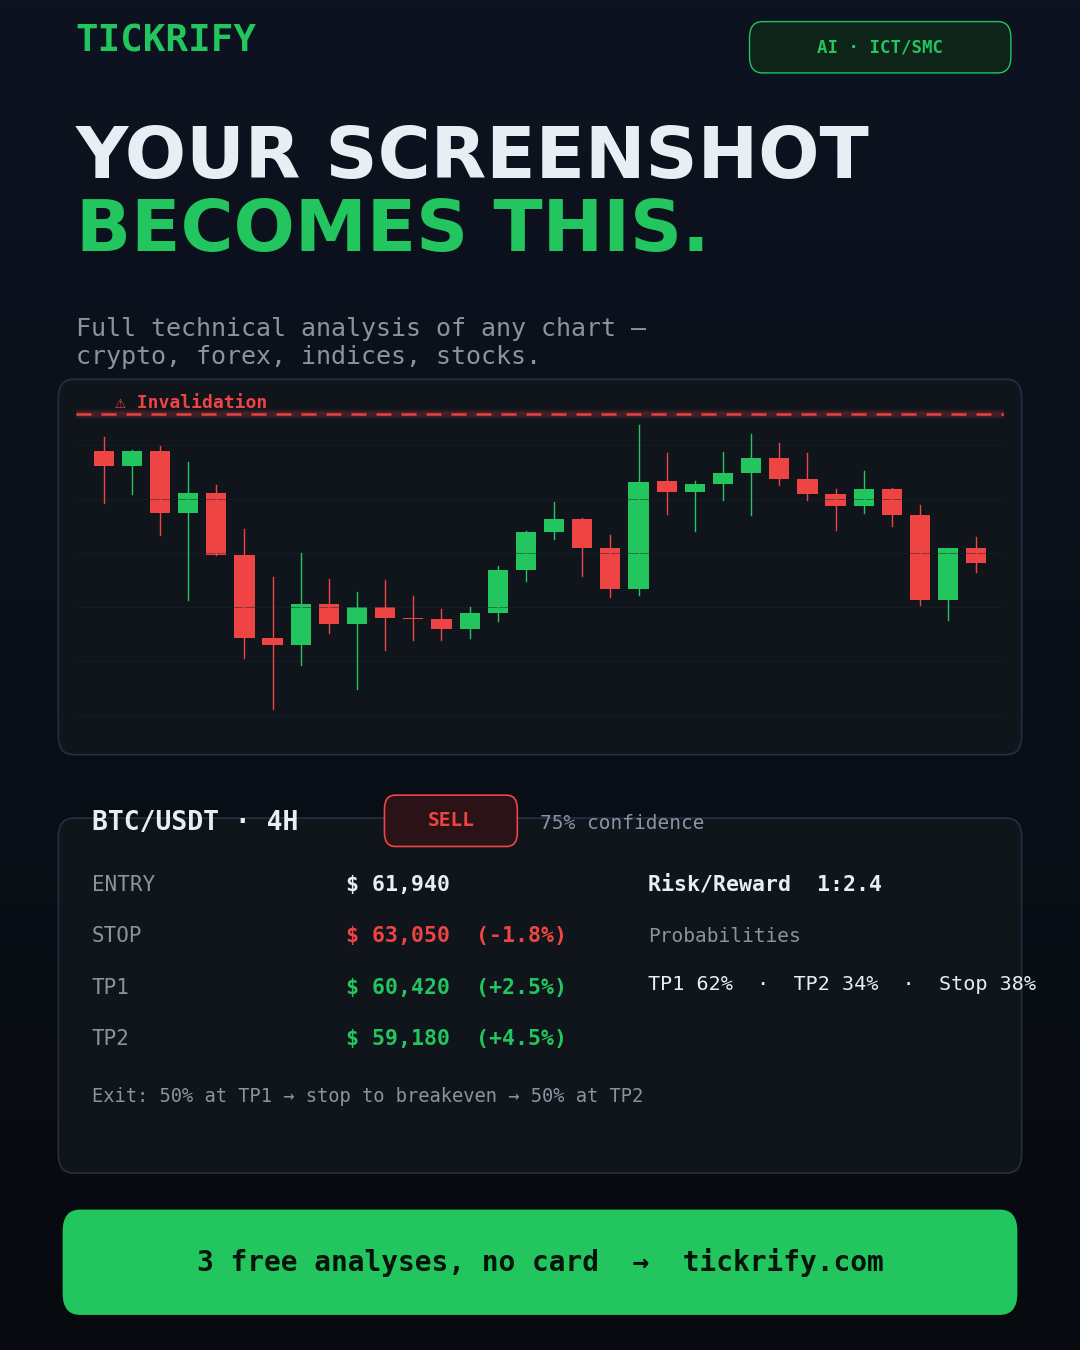 TICKRIFY
AI · ICT/SMC
YOUR SCREENSHOT
BECOMES THIS.
Full technical analysis of any chart —
crypto, forex, indices, stocks.
⚠ Invalidation
BTC/USDT · 4H
SELL
75% confidence
ENTRY $ 61,940 Risk/Reward 1:2.4
STOP $ 63,050 (-1.8%) Probabilities
TP1 $ 60,420 (+2.5%) TP1 62% · TP2 34% · Stop 38%
TP2 $ 59,180 (+4.5%)
Exit: 50% at TP1 → stop to breakeven → 50% at TP2
3 free analyses, no card → tickrify.com